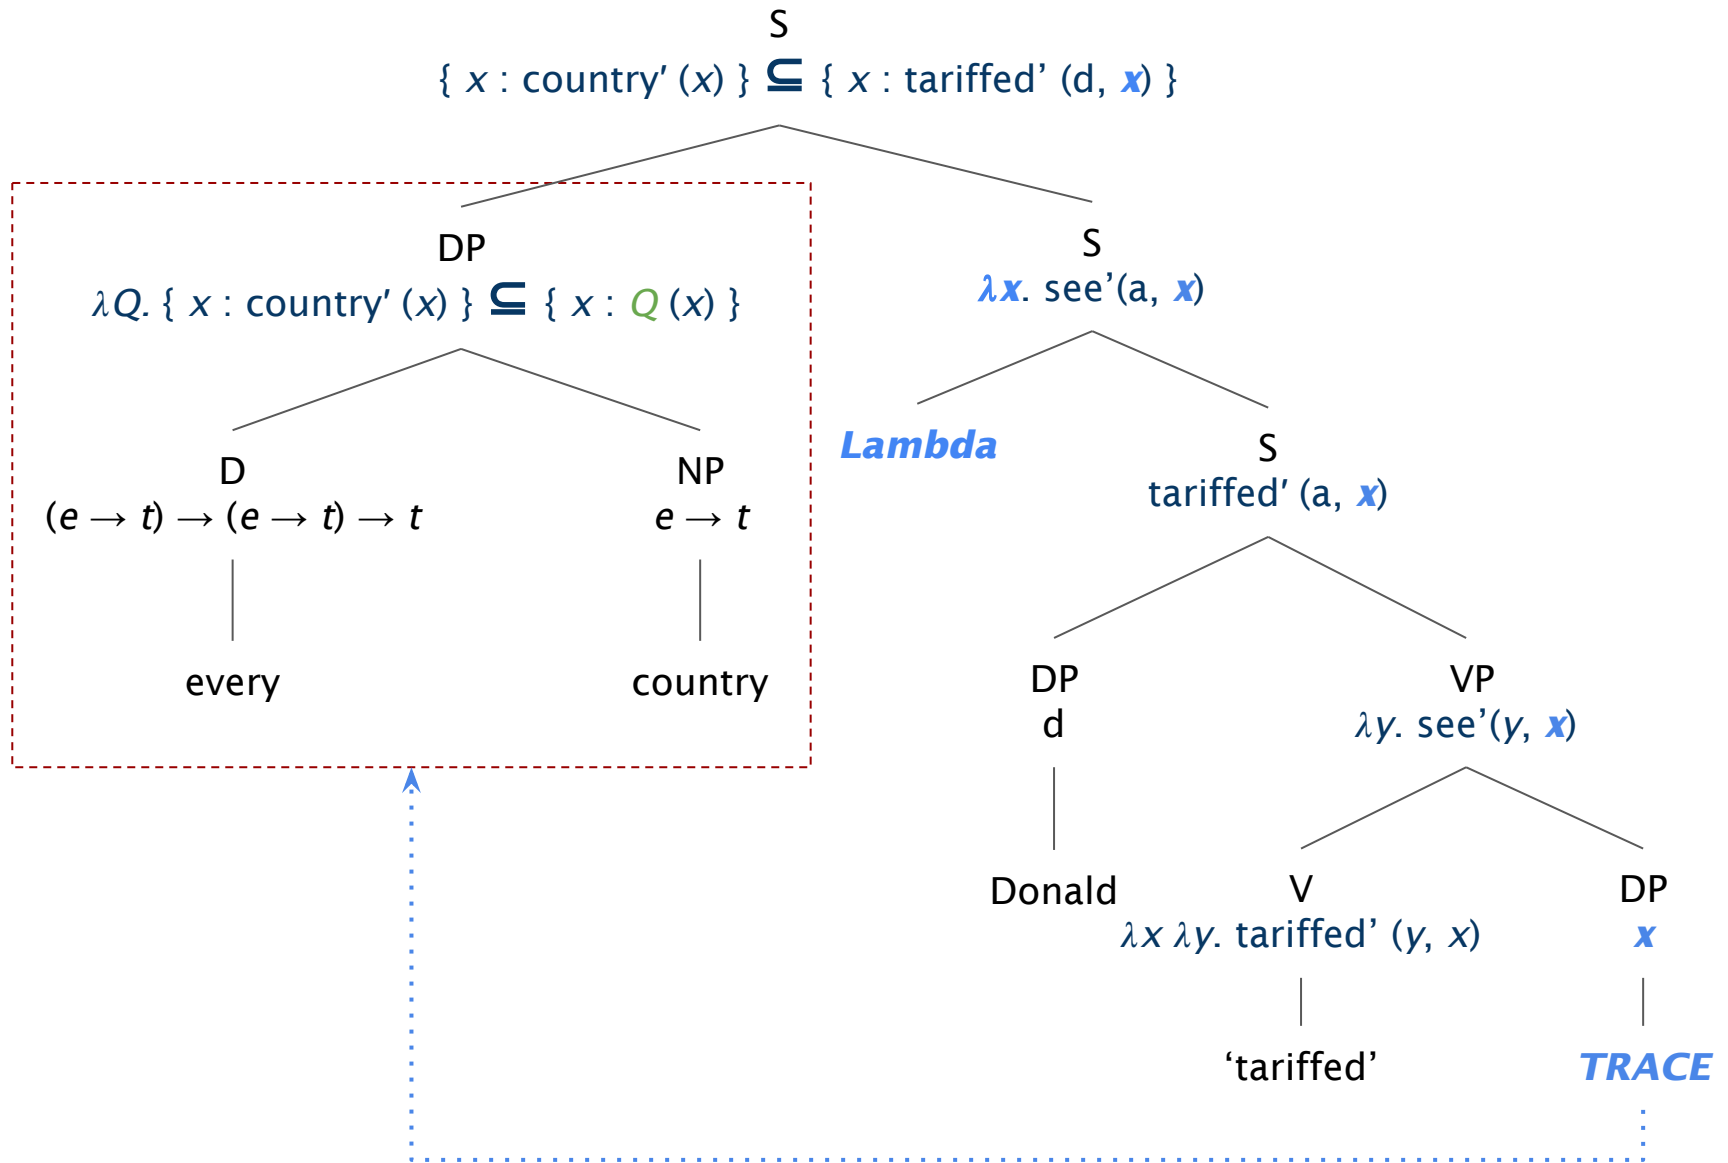 S
{ x : country′ (x) } ⊆ { x : tariffed’ (d, x) }
DP
λQ. { x : country′ (x) } ⊆ { x : Q (x) }
S
λx. see’(a, x)
D
(e → t) → (e → t) → t
NP
e → t
Lambda
S
tariffed′ (a, x)
every
country
DP
d
VP
λy. see’(y, x)
Donald
V
λx λy. tariffed’ (y, x)
DP
x
‘tariffed’
TRACE